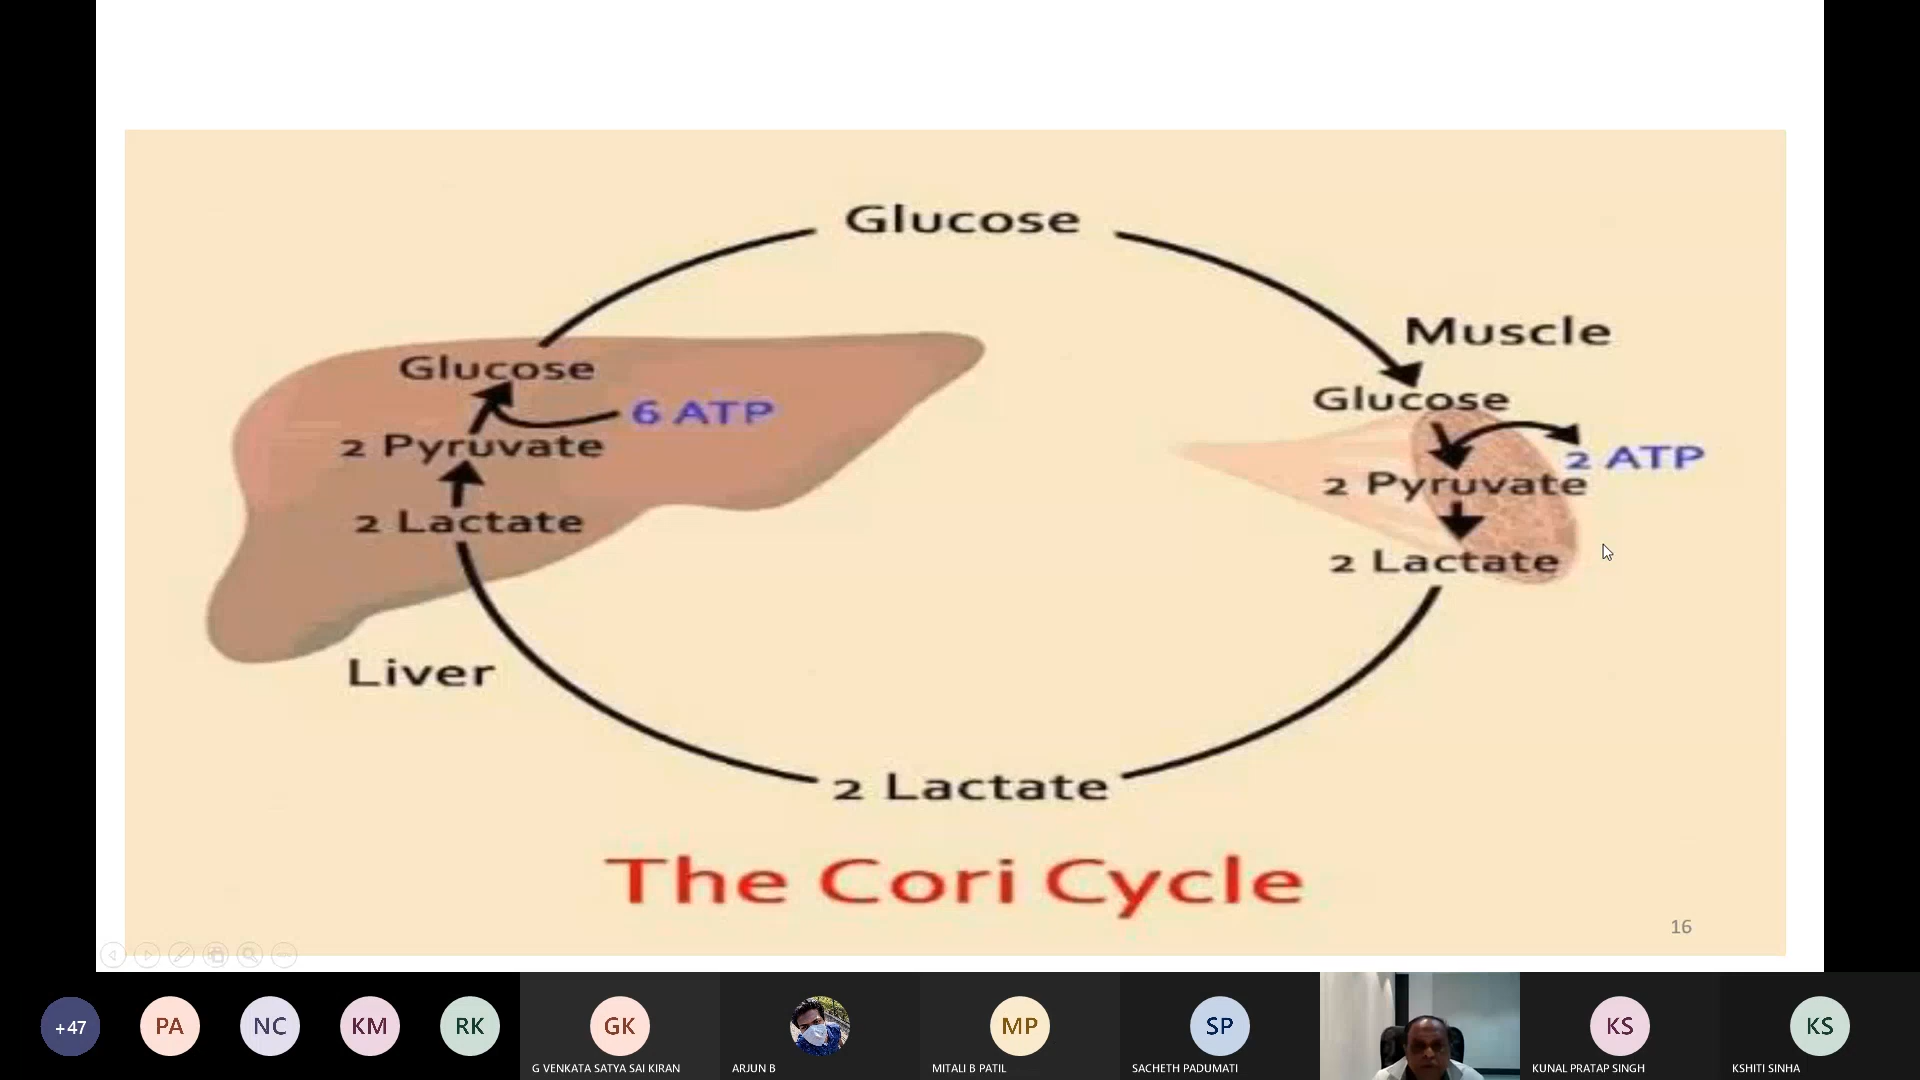 Glucose
Muscle
Glucose
6 ATP
2 Pyruvate
2 Lactate
Liver
Glucose
2 ATP
2 Pyruvate
2 Lactate
2 Lactate
The Cori Cycle
16
+47
PA
NC
KM
RK
GK
MP
SP
KS
KS
G VENKATA SATYA SAI KIRAN
ARJUN B
MITALI B PATIL
SACHETH PADUMATI
KUNAL PRATAP SINGH
KSHITI SINHA